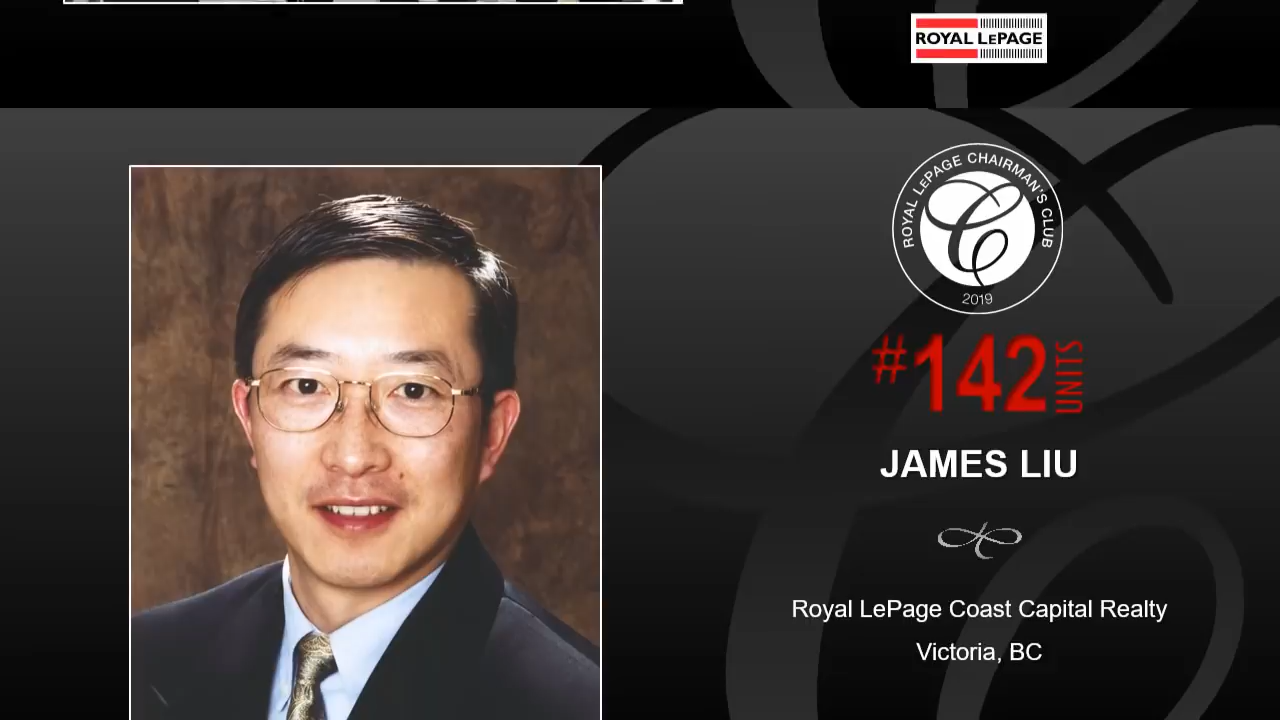 ROYAL LEPAGE
ROYAL LEPAGE CHAIRMAN'S CLUB
2019
#142 UNITS
JAMES LIU
Royal LePage Coast Capital Realty
Victoria, BC